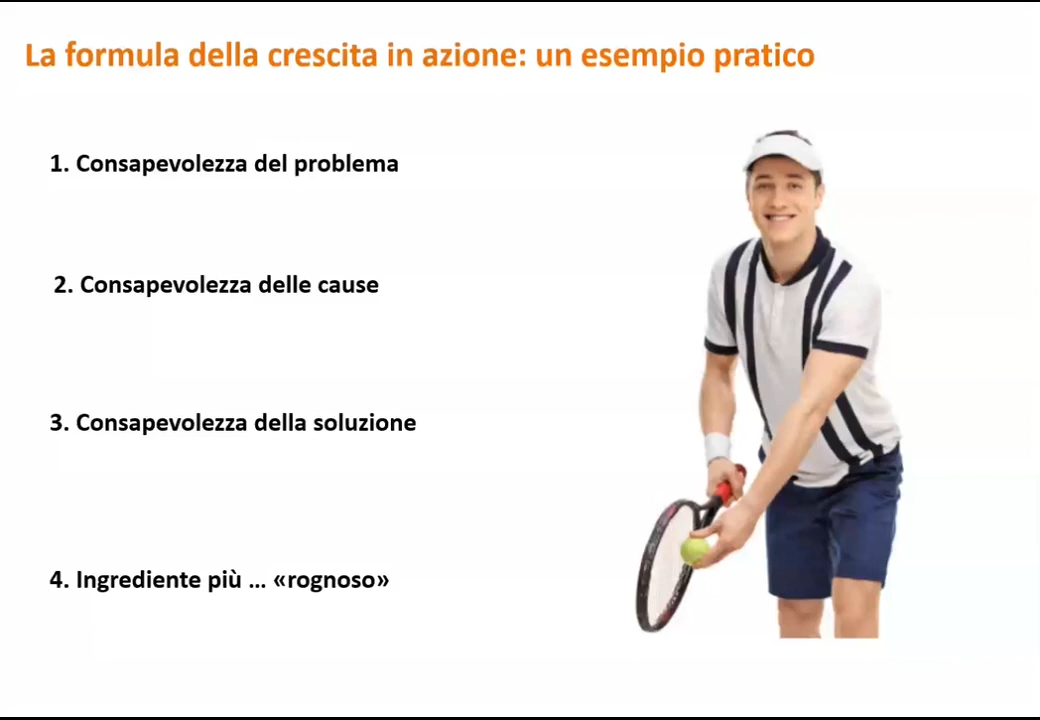 La formula della crescita in azione: un esempio pratico
1. Consapevolezza del problema
2. Consapevolezza delle cause
3. Consapevolezza della soluzione
4. Ingrediente più ... «rognoso»